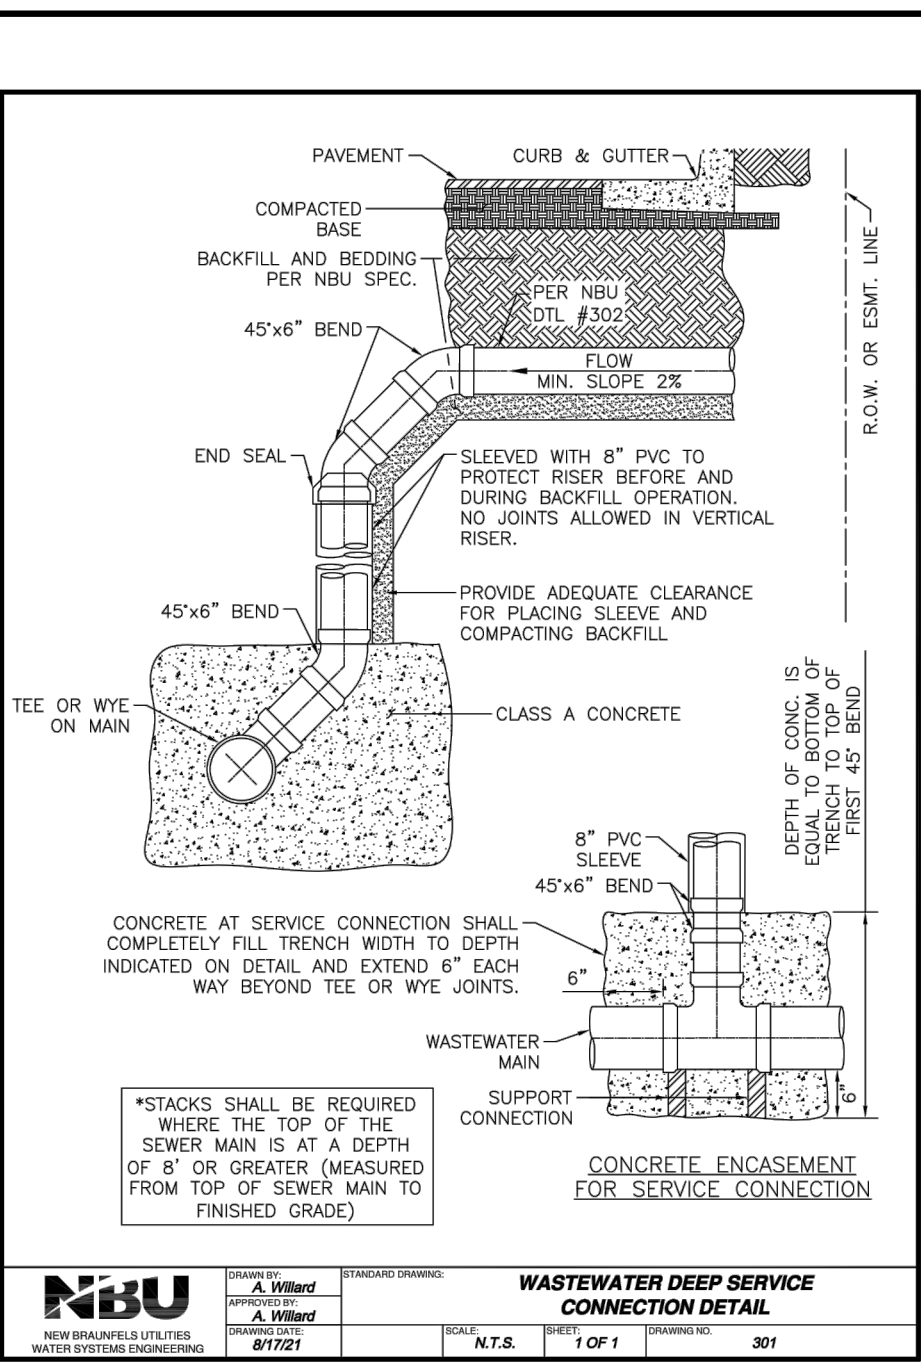 PAVEMENT
CURB & GUTTER
COMPACTED
BASE
BACKFILL AND BEDDING
PER NBU SPEC.
PER NBU
DTL #302
R.O.W. OR ESMT. LINE
45°x6" BEND
FLOW
MIN. SLOPE 2%
END SEAL
SLEEVED WITH 8" PVC TO
PROTECT RISER BEFORE AND
DURING BACKFILL OPERATION.
NO JOINTS ALLOWED IN VERTICAL
RISER.
PROVIDE ADEQUATE CLEARANCE
FOR PLACING SLEEVE AND
COMPACTING BACKFILL
45°x6" BEND
TEE OR WYE
ON MAIN
CLASS A CONCRETE
DEPTH OF CONC. IS
EQUAL TO BOTTOM OF
TRENCH TO TOP OF
FIRST 45° BEND
8" PVC
SLEEVE
45°x6" BEND
CONCRETE AT SERVICE CONNECTION SHALL
COMPLETELY FILL TRENCH WIDTH TO DEPTH
INDICATED ON DETAIL AND EXTEND 6" EACH
WAY BEYOND TEE OR WYE JOINTS.
6"
WASTEWATER
MAIN
SUPPORT
CONNECTION
6"
*STACKS SHALL BE REQUIRED
WHERE THE TOP OF THE
SEWER MAIN IS AT A DEPTH
OF 8' OR GREATER (MEASURED
FROM TOP OF SEWER MAIN TO
FINISHED GRADE)
CONCRETE ENCASEMENT
FOR SERVICE CONNECTION
NBU
NEW BRAUNFELS UTILITIES
WATER SYSTEMS ENGINEERING
DRAWN BY:
A. Willard
APPROVED BY:
A. Willard
DRAWING DATE:
8/17/21
STANDARD DRAWING:
WASTEWATER DEEP SERVICE
CONNECTION DETAIL
SCALE:
N.T.S.
SHEET:
1 OF 1
DRAWING NO.
301